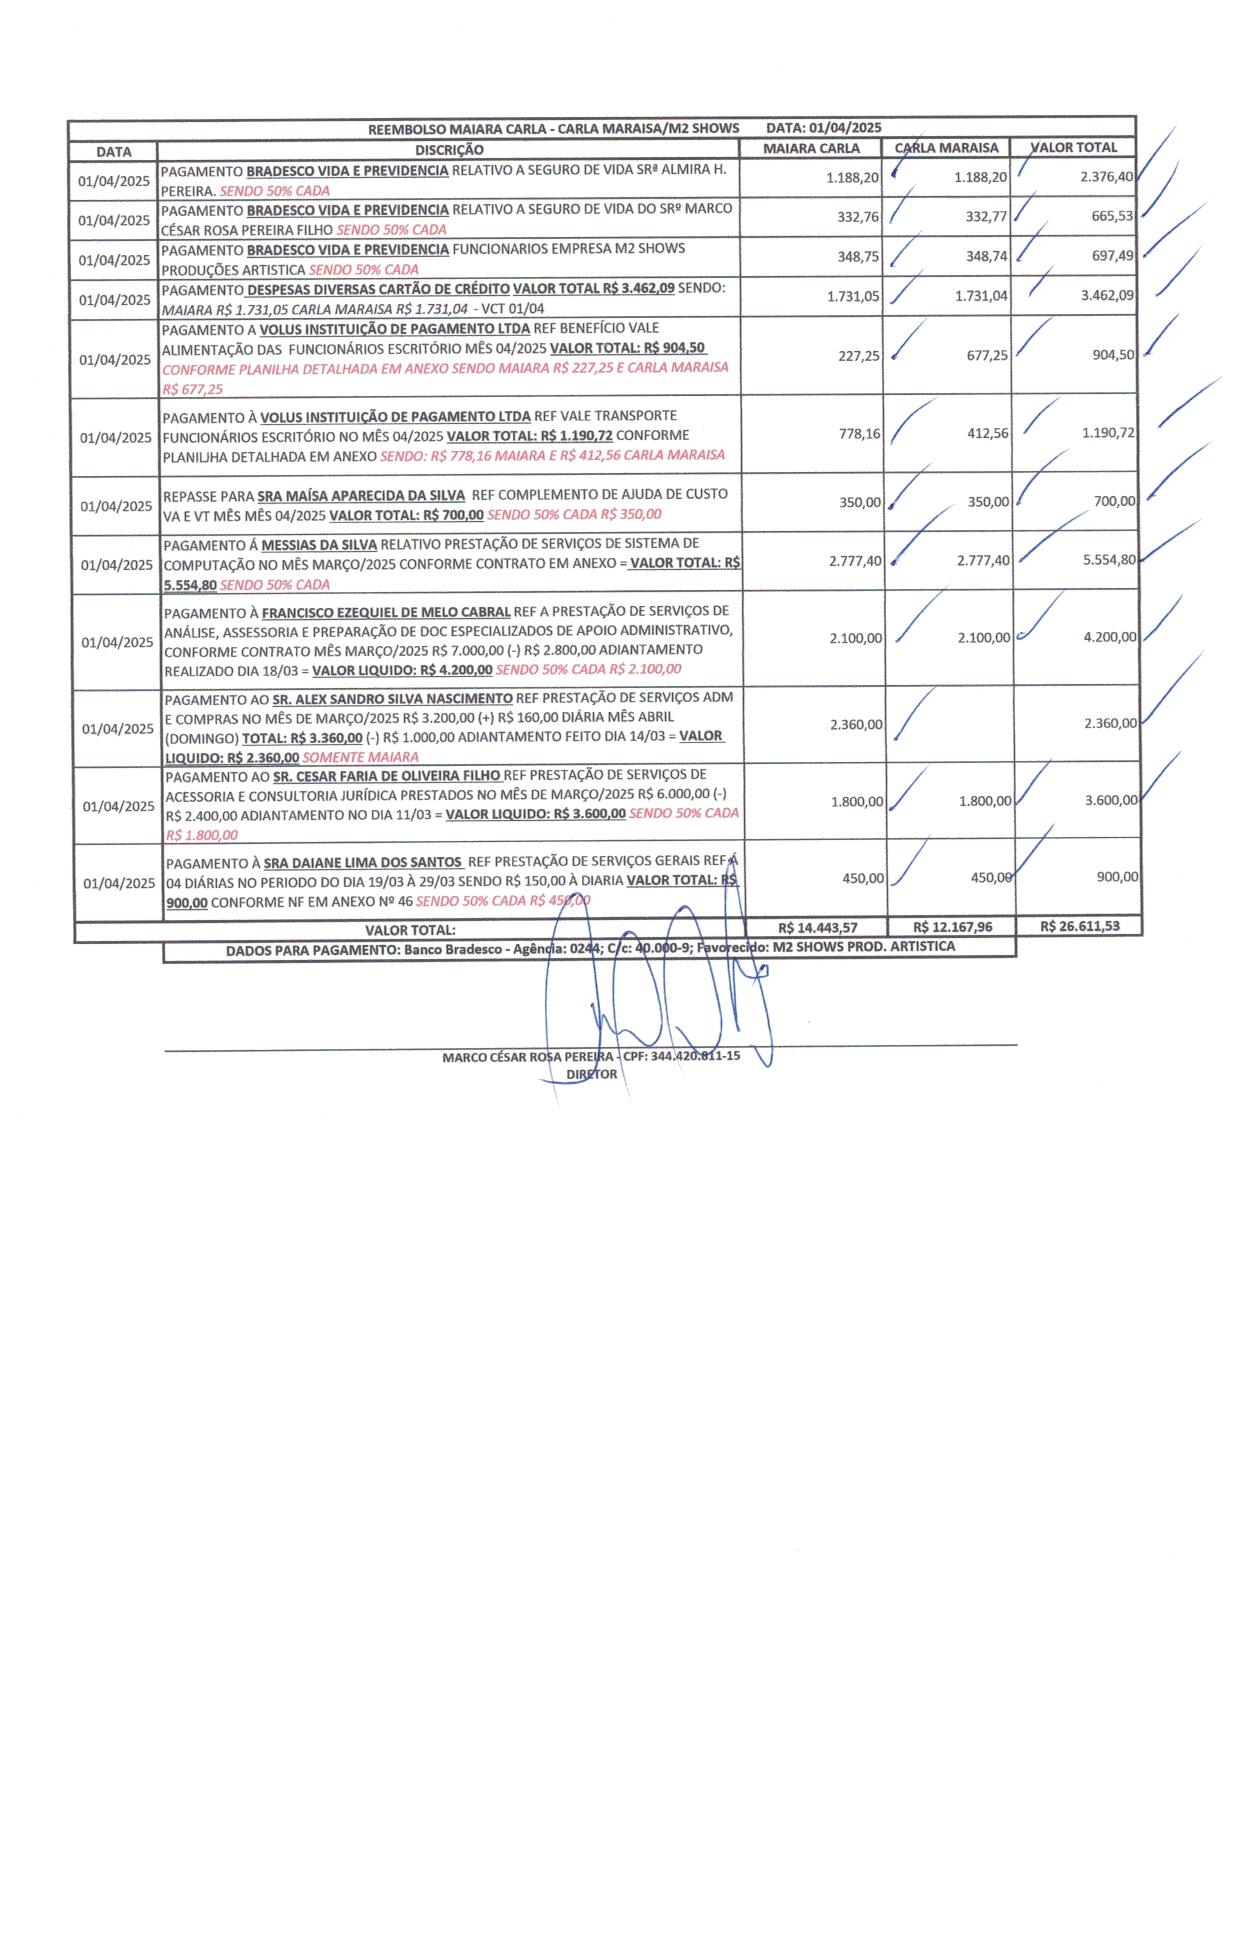 REEMBOLSO MAIARA CARLA - CARLA MARAISA/M2 SHOWS DATA: 01/04/2025
DATA DISCRIÇÃO MAIARA CARLA CARLA MARAISA VALOR TOTAL
01/04/2025 PAGAMENTO BRADESCO VIDA E PREVIDENCIA RELATIVO A SEGURO DE VIDA SRª ALMIRA H.
PEREIRA. SENDO 50% CADA 1.188,20 1.188,20 2.376,40
01/04/2025 PAGAMENTO BRADESCO VIDA E PREVIDENCIA RELATIVO A SEGURO DE VIDA DO SRº MARCO
CÉSAR ROSA PEREIRA FILHO SENDO 50% CADA 332,76 332,77 665,53
01/04/2025 PAGAMENTO BRADESCO VIDA E PREVIDENCIA FUNCIONARIOS EMPRESA M2 SHOWS
PRODUÇÕES ARTISTICA SENDO 50% CADA 348,75 348,74 697,49
01/04/2025 PAGAMENTO DESPESAS DIVERSAS CARTÃO DE CRÉDITO VALOR TOTAL R$ 3.462,09 SENDO:
MAIARA R$ 1.731,05 CARLA MARAISA R$ 1.731,04 - VCT 01/04 1.731,05 1.731,04 3.462,09
PAGAMENTO A VOLUS INSTITUIÇÃO DE PAGAMENTO LTDA REF BENEFÍCIO VALE
01/04/2025 ALIMENTAÇÃO DAS FUNCIONÁRIOS ESCRITÓRIO MÊS 04/2025 VALOR TOTAL: R$ 904,50 227,25 677,25 904,50
CONFORME PLANILHA DETALHADA EM ANEXO SENDO MAIARA R$ 227,25 E CARLA MARAISA
R$ 677,25
PAGAMENTO À VOLUS INSTITUIÇÃO DE PAGAMENTO LTDA REF VALE TRANSPORTE
01/04/2025 FUNCIONÁRIOS ESCRITÓRIO NO MÊS 04/2025 VALOR TOTAL: R$ 1.190,72 CONFORME 778,16 412,56 1.190,72
PLANILHA DETALHADA EM ANEXO SENDO: R$ 778,16 MAIARA E R$ 412,56 CARLA MARAISA
01/04/2025 REPASSE PARA SRA MAÍSA APARECIDA DA SILVA REF COMPLEMENTO DE AJUDA DE CUSTO
VA E VT MÊS MÊS 04/2025 VALOR TOTAL: R$ 700,00 SENDO 50% CADA R$ 350,00 350,00 350,00 700,00
PAGAMENTO Á MESSIAS DA SILVA RELATIVO PRESTAÇÃO DE SERVIÇOS DE SISTEMA DE
01/04/2025 COMPUTAÇÃO NO MÊS MARÇO/2025 CONFORME CONTRATO EM ANEXO = VALOR TOTAL: R$ 2.777,40 2.777,40 5.554,80
5.554,80 SENDO 50% CADA
PAGAMENTO À FRANCISCO EZEQUIEL DE MELO CABRAL REF A PRESTAÇÃO DE SERVIÇOS DE
01/04/2025 ANÁLISE, ASSESSORIA E PREPARAÇÃO DE DOC ESPECIALIZADOS DE APOIO ADMINISTRATIVO, 2.100,00 2.100,00 4.200,00
CONFORME CONTRATO MÊS MARÇO/2025 R$ 7.000,00 (-) R$ 2.800,00 ADIANTAMENTO
REALIZADO DIA 18/03 = VALOR LIQUIDO: R$ 4.200,00 SENDO 50% CADA R$ 2.100,00
PAGAMENTO AO SR. ALEX SANDRO SILVA NASCIMENTO REF PRESTAÇÃO DE SERVIÇOS ADM
01/04/2025 E COMPRAS NO MÊS DE MARÇO/2025 R$ 3.200,00 (+) R$ 160,00 DIÁRIA MÊS ABRIL 2.360,00 2.360,00
(DOMINGO) TOTAL: R$ 3.360,00 (-) R$ 1.000,00 ADIANTAMENTO FEITO DIA 14/03 = VALOR
LIQUIDO: R$ 2.360,00 SOMENTE MAIARA
PAGAMENTO AO SR. CESAR FARIA DE OLIVEIRA FILHO REF PRESTAÇÃO DE SERVIÇOS DE
01/04/2025 ACESSORIA E CONSULTORIA JURÍDICA PRESTADOS NO MÊS DE MARÇO/2025 R$ 6.000,00 (-) 1.800,00 1.800,00 3.600,00
R$ 2.400,00 ADIANTAMENTO NO DIA 11/03 = VALOR LIQUIDO: R$ 3.600,00 SENDO 50% CADA
R$ 1.800,00
PAGAMENTO À SRA DAIANE LIMA DOS SANTOS REF PRESTAÇÃO DE SERVIÇOS GERAIS REF Á
01/04/2025 04 DIÁRIAS NO PERIODO DO DIA 19/03 À 29/03 SENDO R$ 150,00 À DIARIA VALOR TOTAL: R$ 450,00 450,00 900,00
900,00 CONFORME NF EM ANEXO Nº 46 SENDO 50% CADA R$ 450,00
VALOR TOTAL: R$ 14.443,57 R$ 12.167,96 R$ 26.611,53
DADOS PARA PAGAMENTO: Banco Bradesco - Agência: 0244; C/c: 40.000-9; Favorecido: M2 SHOWS PROD. ARTISTICA
MARCO CÉSAR ROSA PEREIRA - CPF: 344.420.811-15
DIRETOR